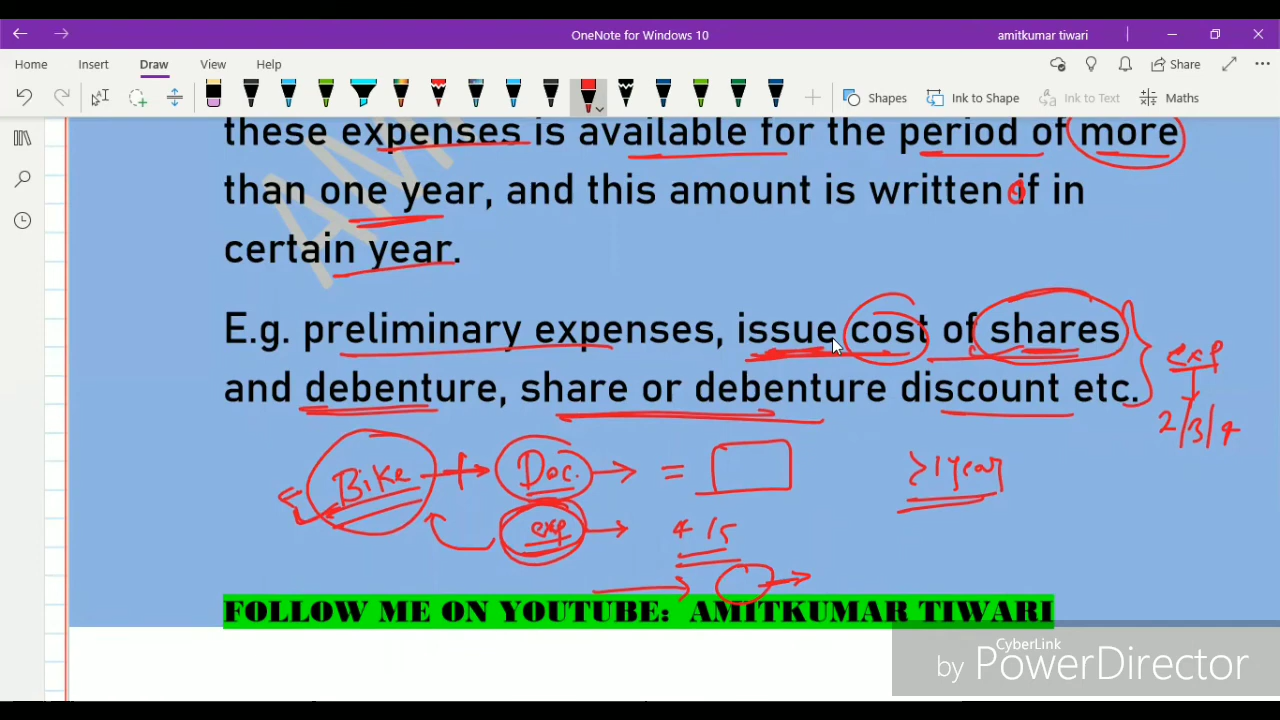 OneNote for Windows 10
amitkumar tiwari
Home Insert Draw View Help
Share
Shapes Ink to Shape Ink to Text Maths
these expenses is available for the period of more
than one year, and this amount is written if in
certain year.
E.g. preliminary expenses, issue cost of shares
and debenture, share or debenture discount etc.
exp
2/3/4
Bike + Doc. =
>1 year
exp
FOLLOW ME ON YOUTUBE: AMITKUMAR TIWARI
CyberLink
by PowerDirector